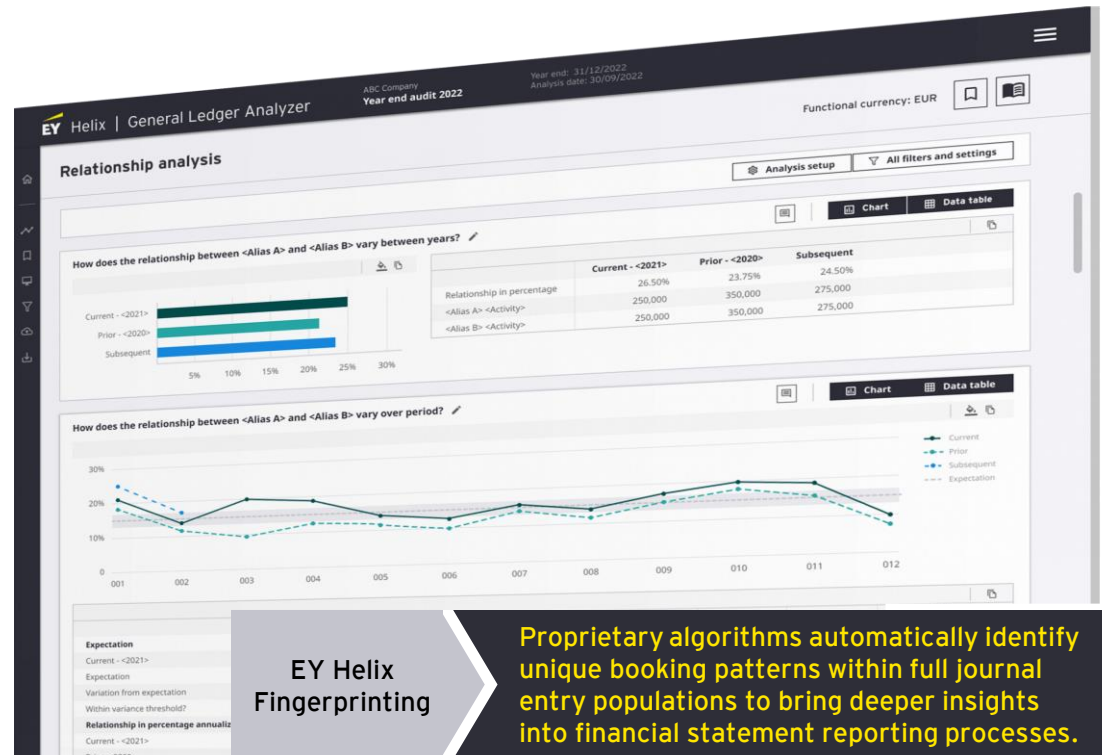 ABC Company
Year end audit 2022
Year end: 31/12/2022
Analysis date: 30/09/2022
EY Helix | General Ledger Analyzer
Functional currency: EUR
Relationship analysis
Analysis setup
All filters and settings
Chart
Data table
How does the relationship between <Alias A> and <Alias B> vary between years?
Current - <2021>
Prior - <2020>
Subsequent
5% 10% 15% 20% 25% 30%
Current - <2021> Prior - <2020> Subsequent
Relationship in percentage 26.50% 23.75% 24.50%
<Alias A> <Activity> 250,000 350,000 275,000
<Alias B> <Activity> 250,000 350,000 275,000
Chart
Data table
How does the relationship between <Alias A> and <Alias B> vary over period?
Current
Prior
Subsequent
Expectation
30%
20%
10%
0
001 002 003 004 005 006 007 008 009 010 011 012
Expectation
Current - <2021>
Expectation
Variation from expectation
Within variance threshold?
Relationship in percentage annualiz
Current - <2021>
EY Helix
Fingerprinting
Proprietary algorithms automatically identify
unique booking patterns within full journal
entry populations to bring deeper insights
into financial statement reporting processes.